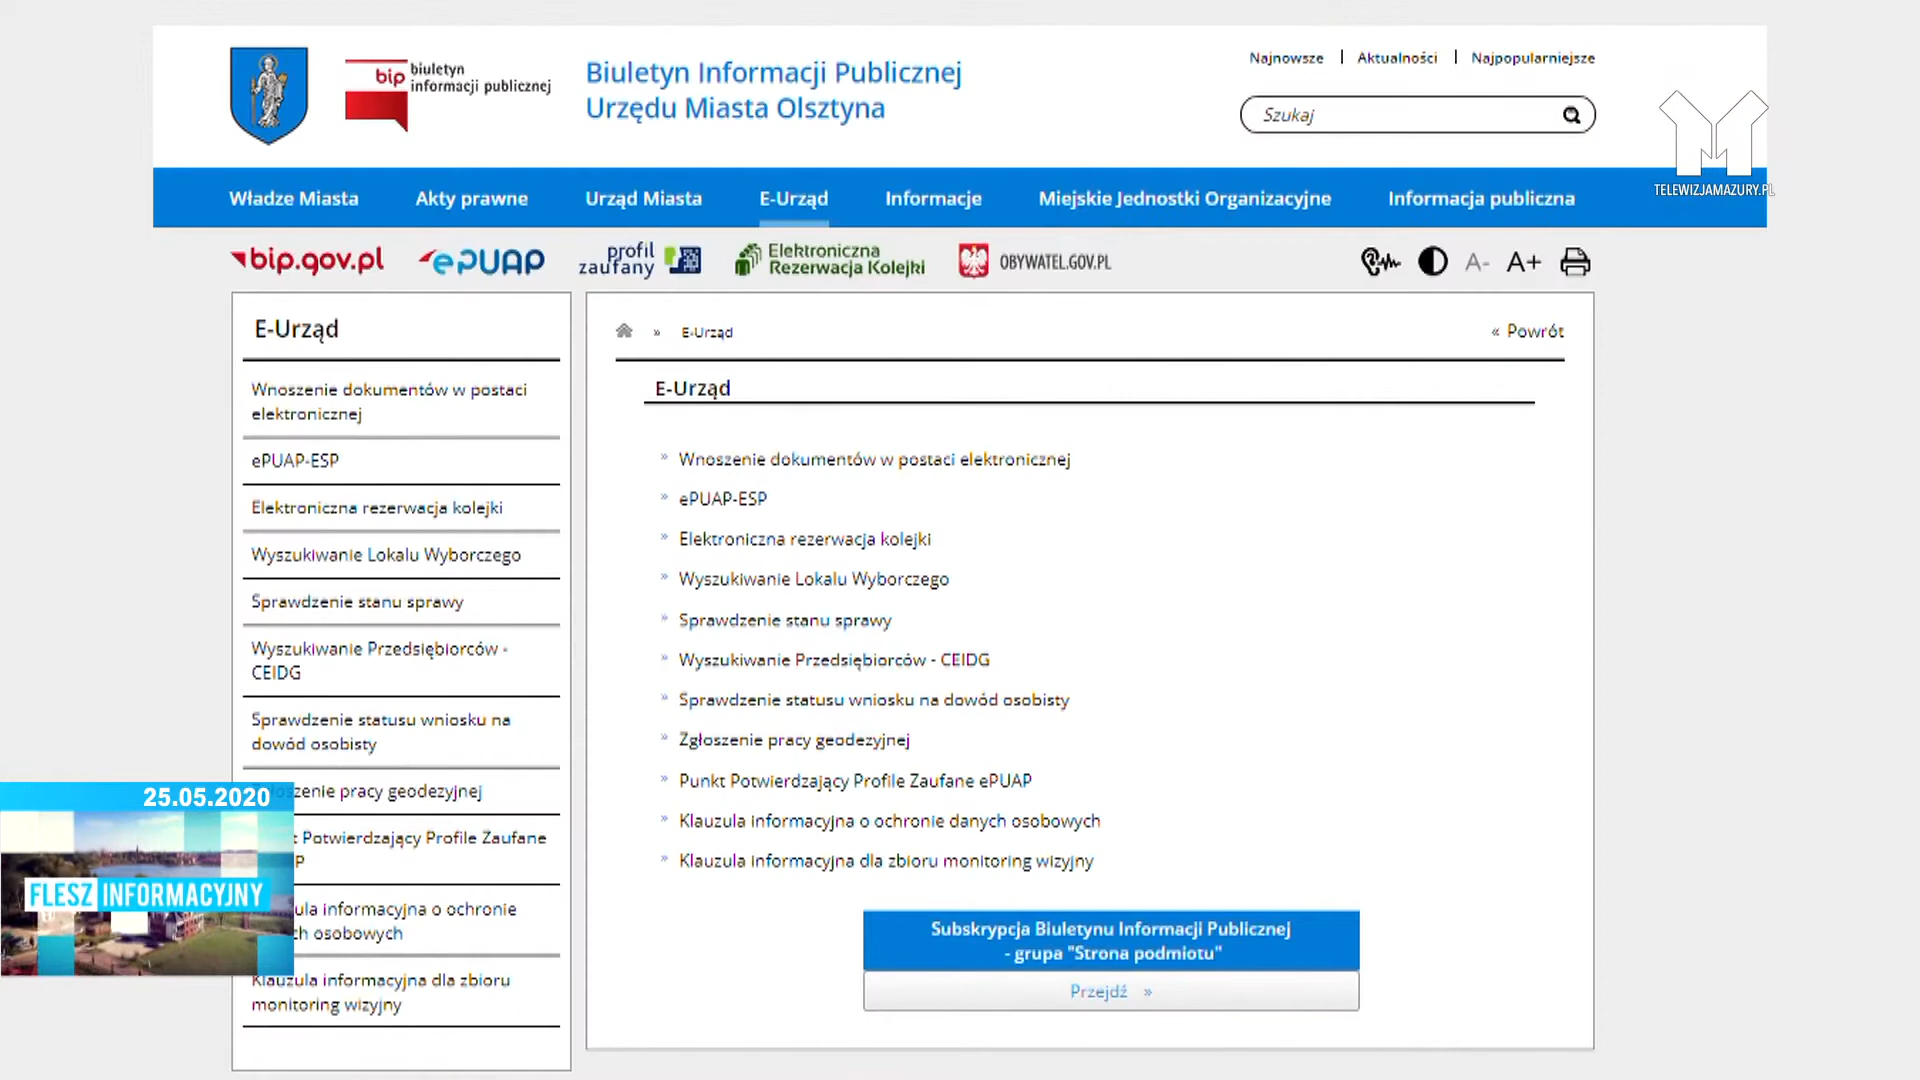 bip biuletyn
informacji publicznej
Biuletyn Informacji Publicznej
Urzędu Miasta Olsztyna
Najnowsze | Aktualności | Najpopularniejsze
Szukaj
TELEWIZJAMAZURY.PL
Władze Miasta Akty prawne Urząd Miasta E-Urząd Informacje Miejskie Jednostki Organizacyjne Informacja publiczna
bip.gov.pl ePUAP profil zaufany Elektroniczna Rezerwacja Kolejki OBYWATEL.GOV.PL A- A+
E-Urząd
Wnoszenie dokumentów w postaci
elektronicznej
ePUAP-ESP
Elektroniczna rezerwacja kolejki
Wyszukiwanie Lokalu Wyborczego
Sprawdzenie stanu sprawy
Wyszukiwanie Przedsiębiorców -
CEIDG
Sprawdzenie statusu wniosku na
dowód osobisty
szenie pracy geodezyjnej
t Potwierdzający Profile Zaufane
P
ula informacyjna o ochronie
ch osobowych
Klauzula informacyjna dla zbioru
monitoring wizyjny
» E-Urząd
« Powrót
E-Urząd
» Wnoszenie dokumentów w postaci elektronicznej
» ePUAP-ESP
» Elektroniczna rezerwacja kolejki
» Wyszukiwanie Lokalu Wyborczego
» Sprawdzenie stanu sprawy
» Wyszukiwanie Przedsiębiorców - CEIDG
» Sprawdzenie statusu wniosku na dowód osobisty
» Zgłoszenie pracy geodezyjnej
» Punkt Potwierdzający Profile Zaufane ePUAP
» Klauzula informacyjna o ochronie danych osobowych
» Klauzula informacyjna dla zbioru monitoring wizyjny
Subskrypcja Biuletynu Informacji Publicznej
- grupa "Strona podmiotu"
Przejdź »
25.05.2020
FLESZ INFORMACYJNY